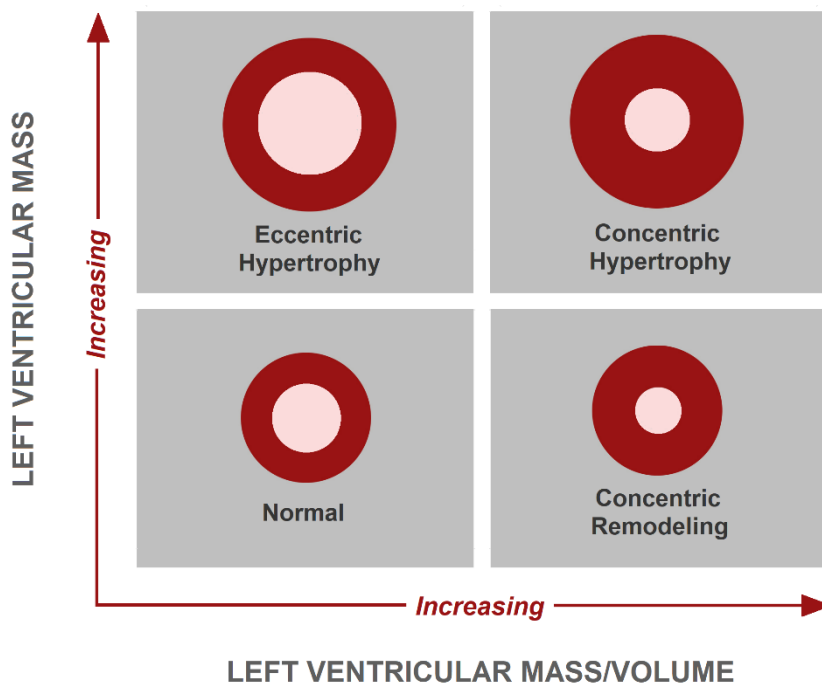 LEFT VENTRICULAR MASS
Increasing
Eccentric
Hypertrophy
Concentric
Hypertrophy
Normal
Concentric
Remodeling
Increasing
LEFT VENTRICULAR MASS/VOLUME